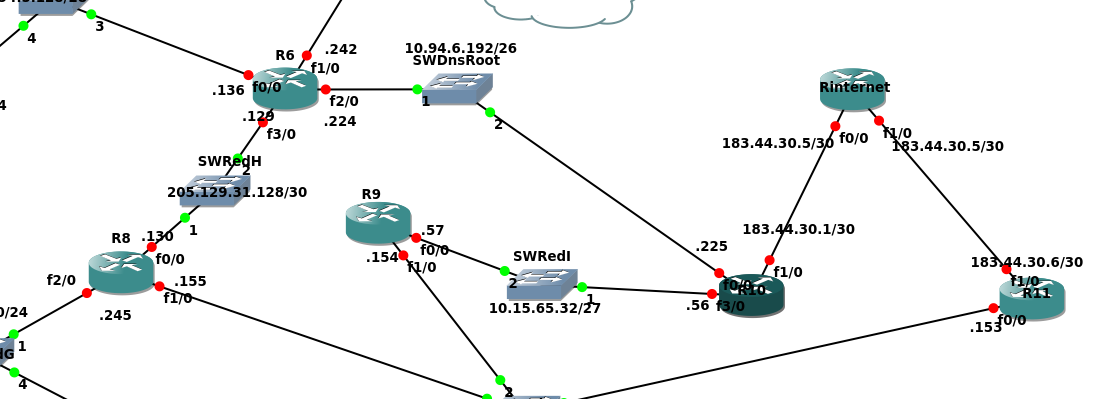 4
3
R6
.242
f1/0
.136
f0/0
f2/0
.224
.129
f3/0
10.94.6.192/26
SWDnsRoot
1
2
Rinternet
f0/0
f1/0
183.44.30.5/30
183.44.30.5/30
4
SWRedH
2
205.129.31.128/30
1
R8
.130
f0/0
f2/0
.155
f1/0
.245
R9
.57
f0/0
.154
f1/0
SWRedI
2
1
10.15.65.32/27
183.44.30.1/30
.225
f0/0
f1/0
R10
.56
f3/0
183.44.30.6/30
f1/0
R11
.153
f0/0
0/24
1
dG
4
2